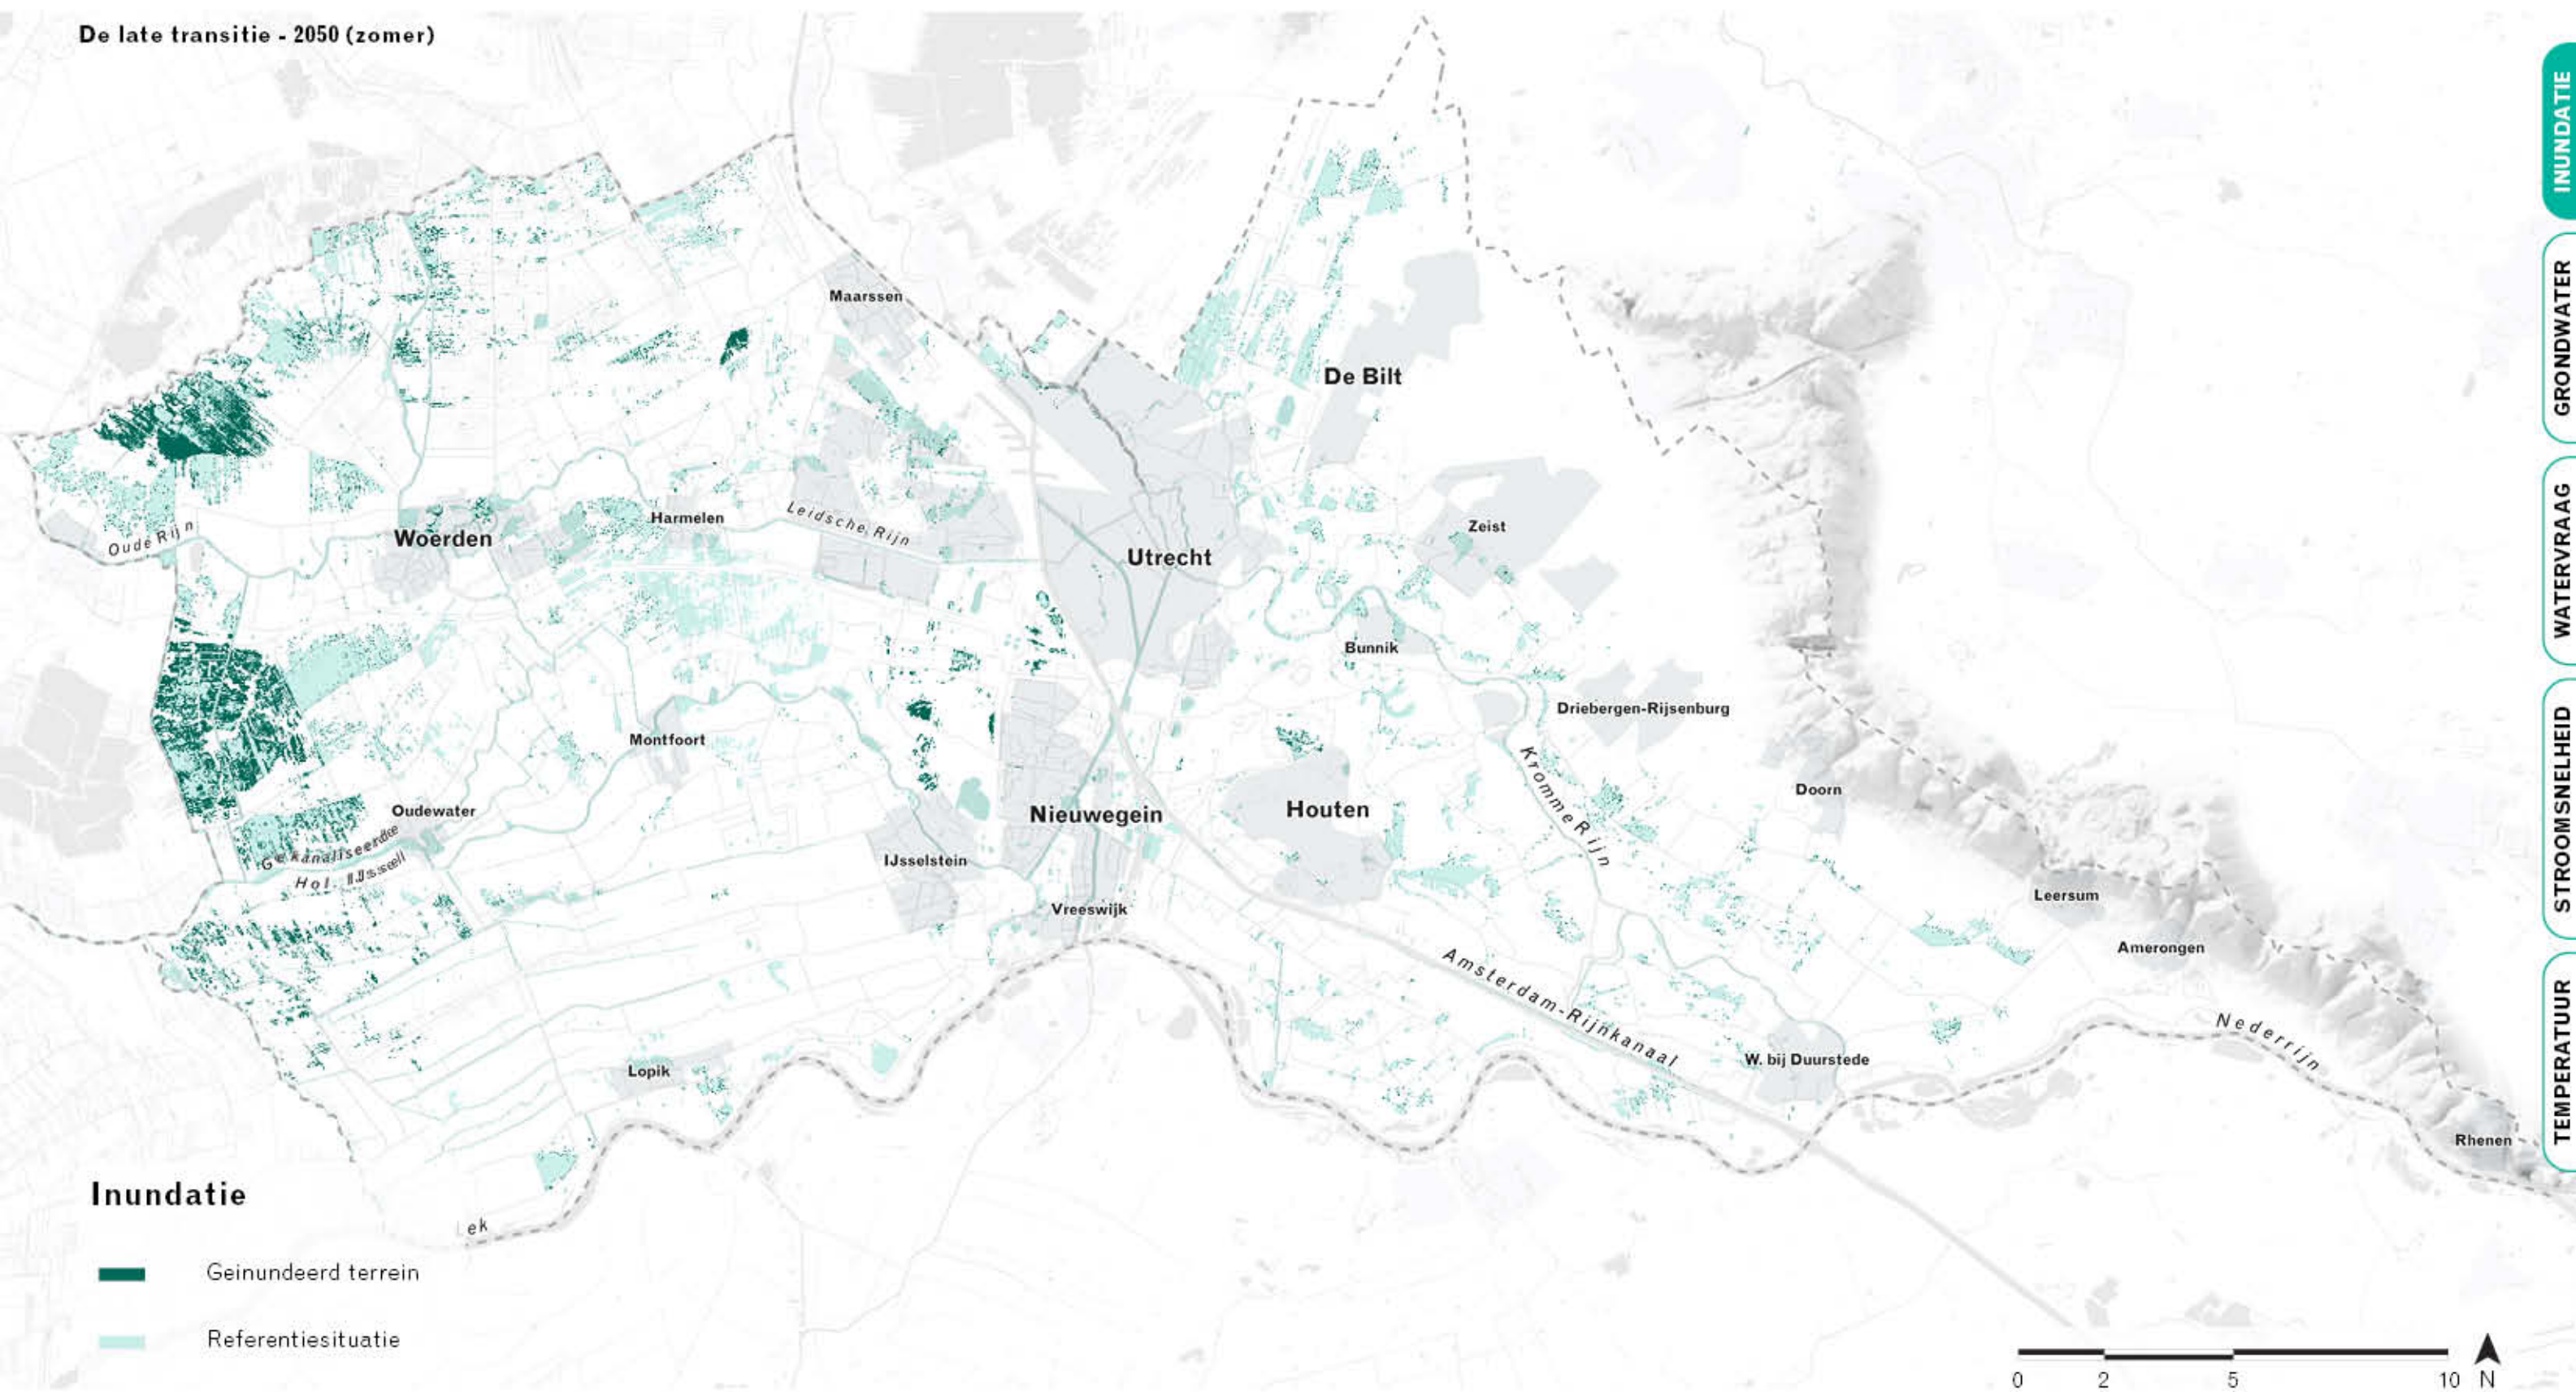 De late transitie - 2050 (zomer)
INUNDATIE
GRONDWATER
WATERVRAAG
STROOMSNELHEID
TEMPERATUUR
Maarssen
De Bilt
Oude Rijn
Woerden
Harmelen
Leidsche Rijn
Utrecht
Zeist
Bunnik
Driebergen-Rijsenburg
Montfoort
Kromme Rijn
Doorn
Oudewater
Gekanaliseerde
Hol. IJssel
Nieuwegein
Houten
IJsselstein
Vreeswijk
Leersum
Amerongen
Amsterdam-Rijnkanaal
Lopik
W. bij Duurstede
Nederrijn
Rhenen
Lek
Inundatie
Geinundeerd terrein
Referentiesituatie
0 2 5 10 N